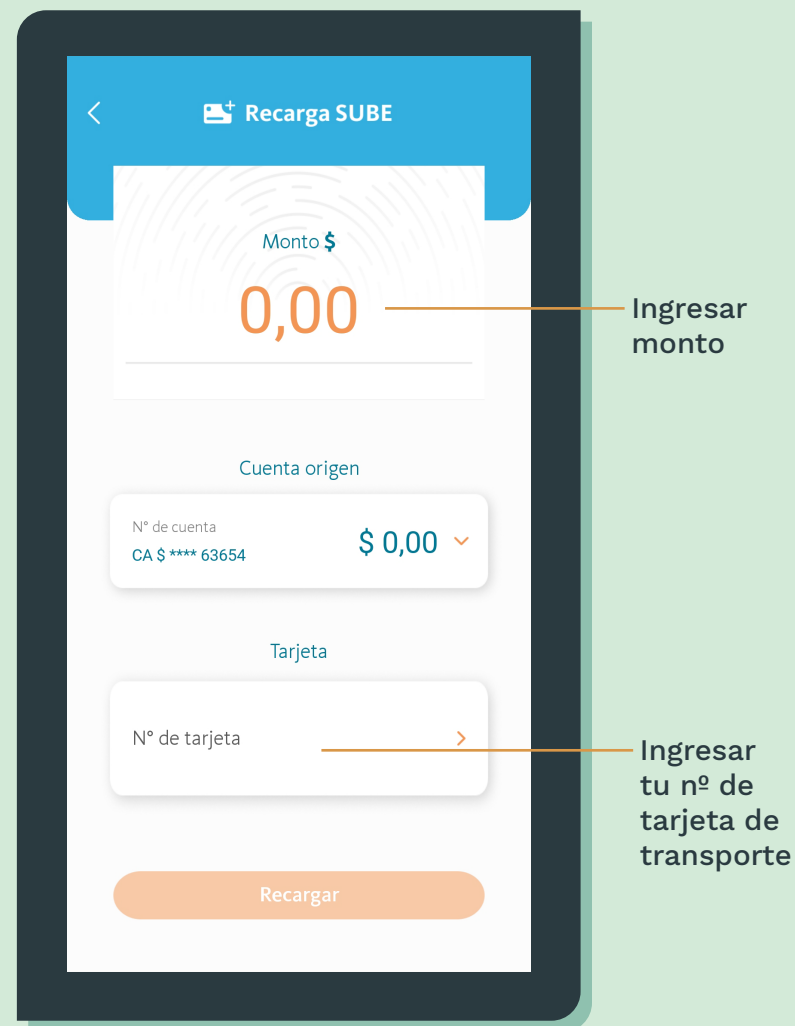 Recarga SUBE
Monto $
0,00
Ingresar
monto
Cuenta origen
N° de cuenta
CA $ **** 63654
$ 0,00
Tarjeta
N° de tarjeta
Ingresar
tu nº de
tarjeta de
transporte
Recargar